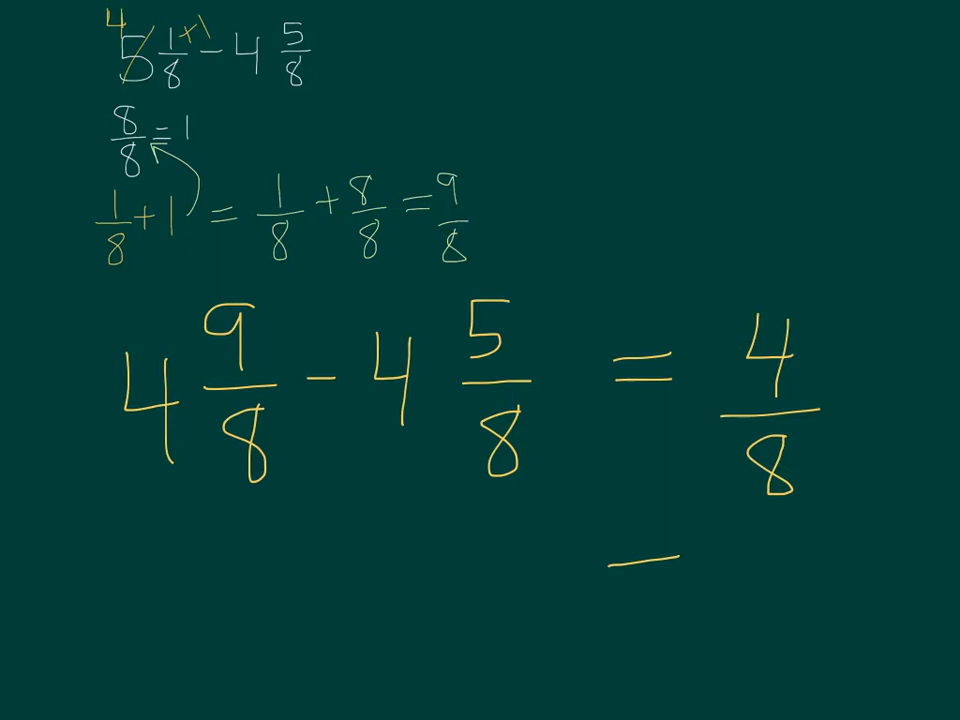 4
5 1/8 +1 - 4 5/8
8/8 = 1
1/8 + 1 = 1/8 + 8/8 = 9/8
4 9/8 - 4 5/8 = 4/8